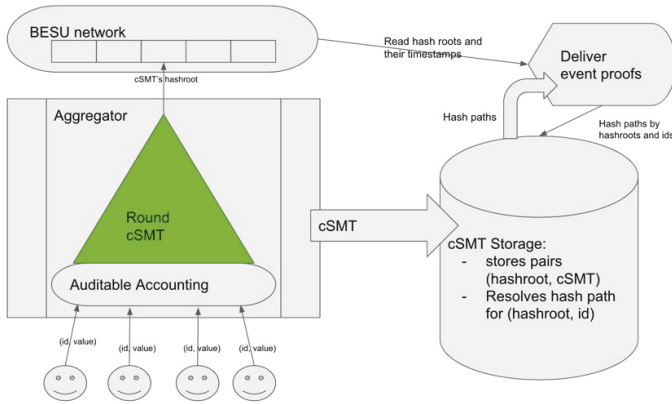 BESU network
cSMT's hashroot
Read hash roots and
their timestamps
Deliver
event proofs
Aggregator
Hash paths
Hash paths by
hashroots and ids
Round
cSMT
cSMT
cSMT Storage:
- stores pairs
(hashroot, cSMT)
- Resolves hash path
for (hashroot, id)
Auditable Accounting
(id, value)
(id, value)
(id, value)
(id, value)